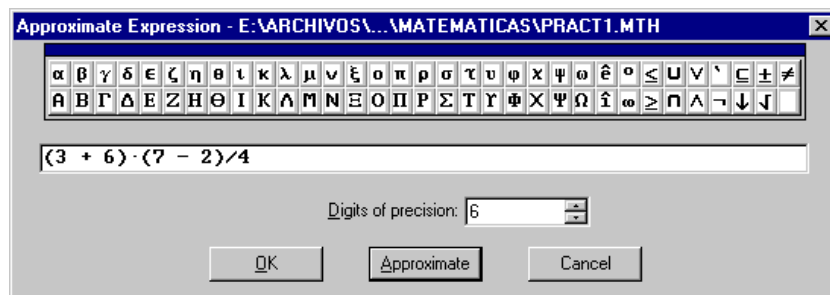 Approximate Expression - E:\ARCHIVOS\...\MATEMATICAS\PRACT1.MTH
α β γ δ ε ζ η θ ι κ λ μ ν ξ ο π ρ σ τ υ φ χ ψ ω ê º ≤ ∪ ∨ ` ⊆ ± ≠
Α Β Γ Δ Ε Ζ Η Θ Ι Κ Λ Μ Ν Ξ Ο Π Ρ Σ Τ Υ Φ Χ Ψ Ω î ∞ ≥ ∩ ∧ ¬ ↓ √
(3 + 6)·(7 - 2)/4
Digits of precision: 6
OK Approximate Cancel